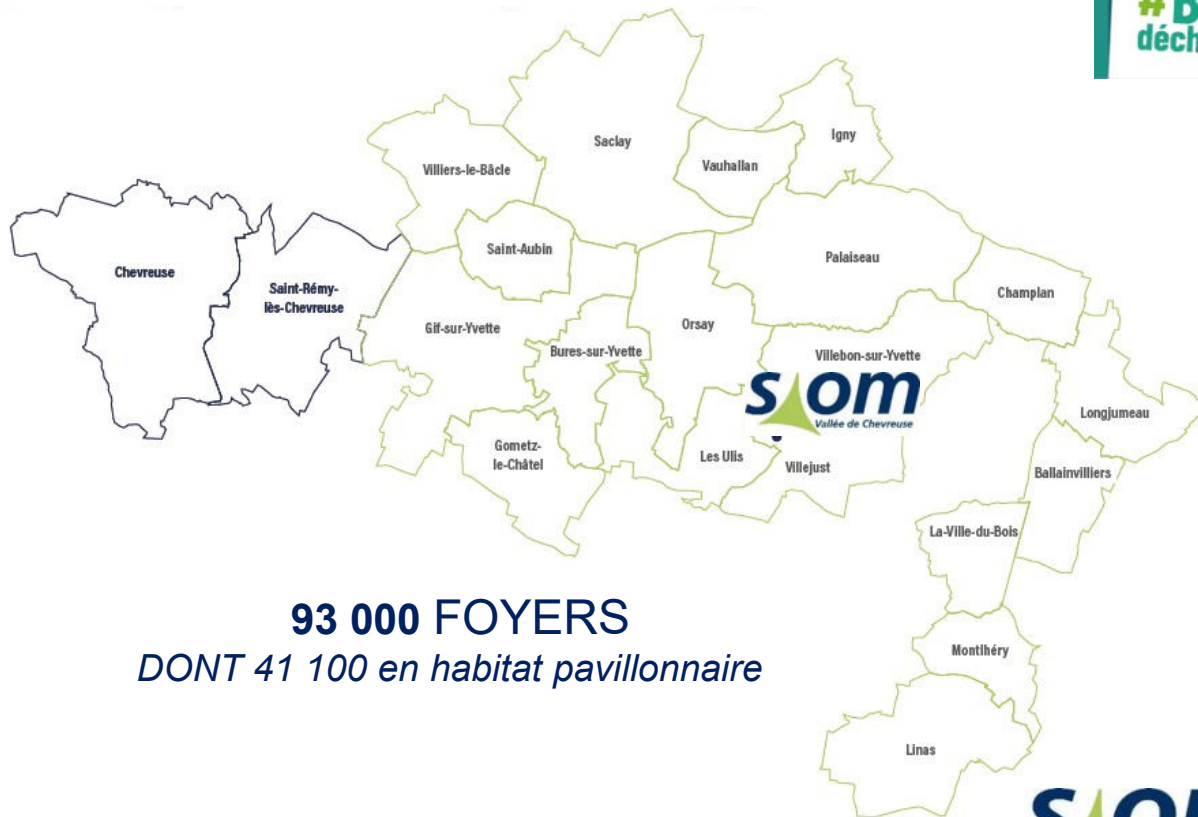 déch
Saclay
Igny
Vauhallan
Villiers-le-Bâcle
Saint-Aubin
Palaiseau
Chevreuse
Saint-Rémy-
lès-Chevreuse
Champlan
Gif-sur-Yvette
Orsay
Bures-sur-Yvette
Villebon-sur-Yvette
siom
Vallée de Chevreuse
Longjumeau
Gometz-
le-Châtel
Les Ulis
Villejust
Ballainvilliers
La-Ville-du-Bois
93 000 FOYERS
DONT 41 100 en habitat pavillonnaire
Montlhéry
Linas